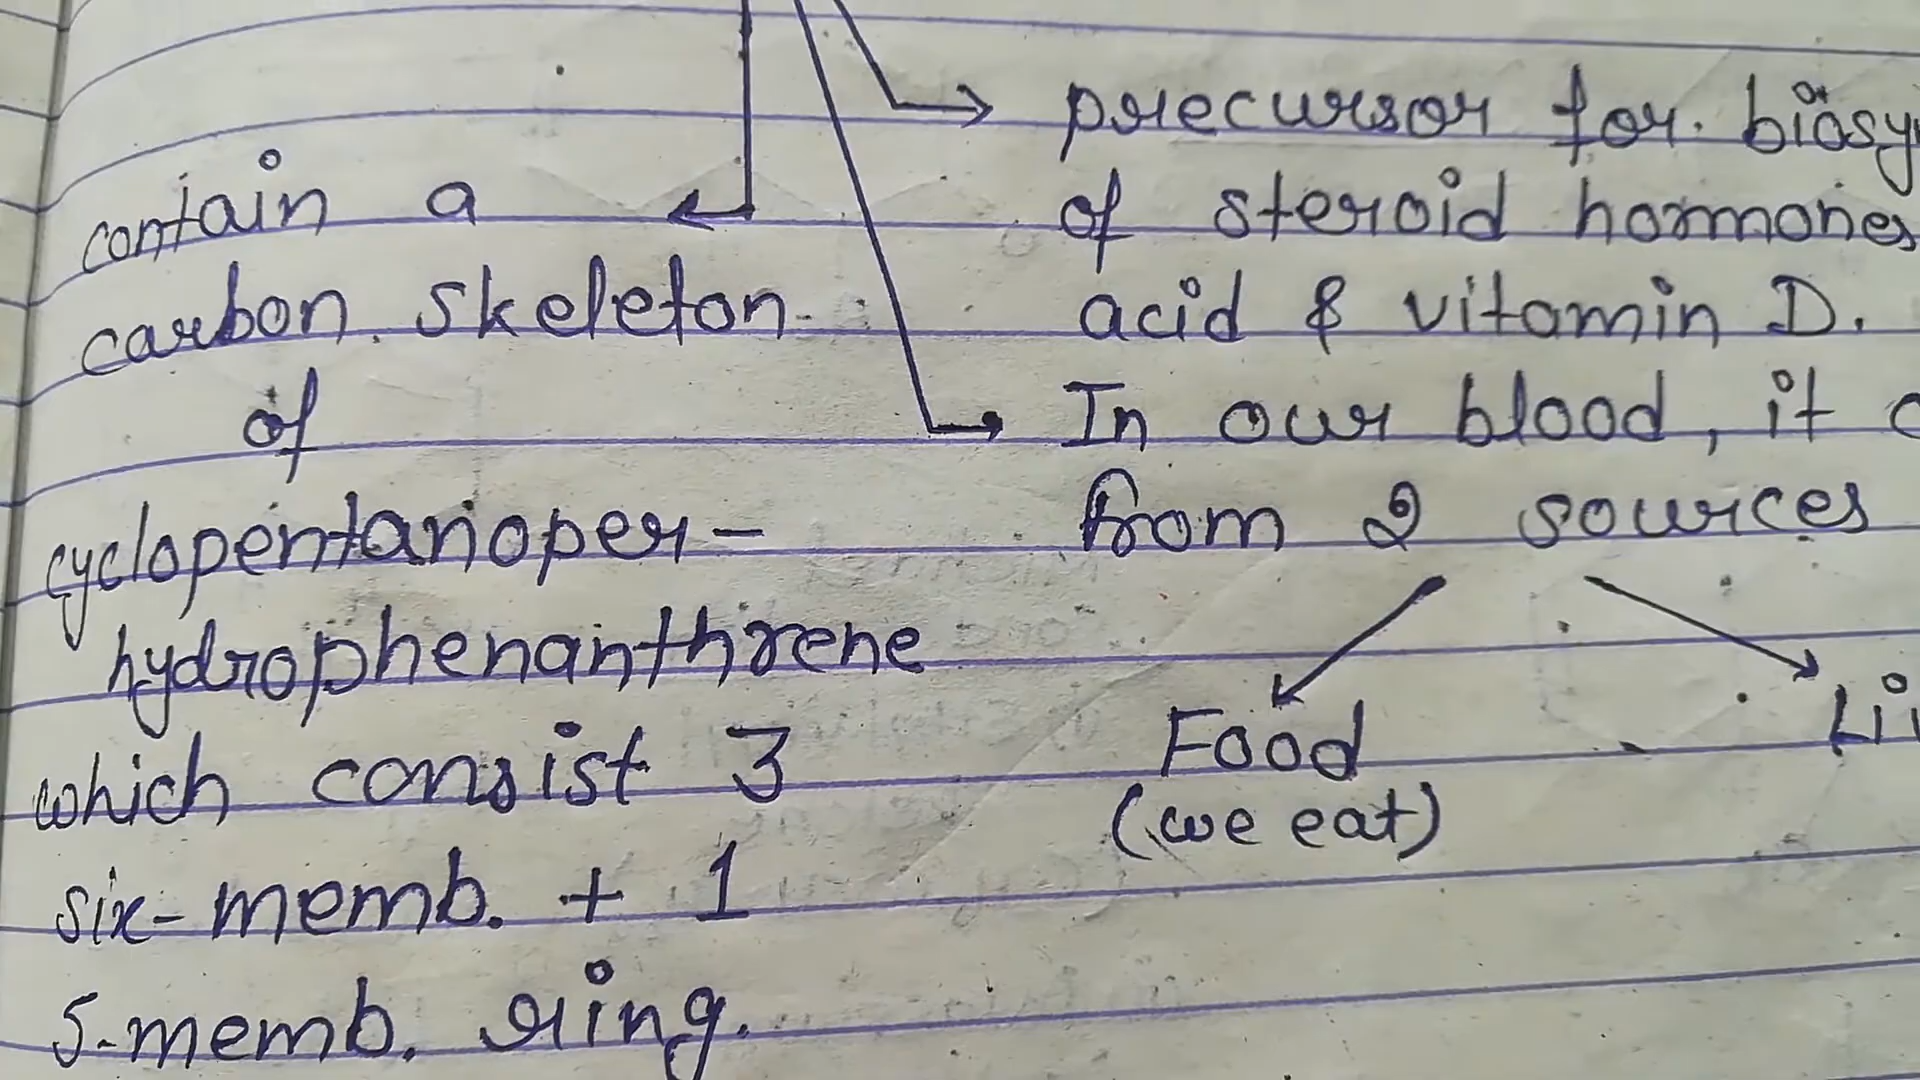 contain a
carbon skeleton
of
cyclopentanoper-
hydrophenanthrene
which consist 3
six-memb. + 1
5-memb. ring.
precursor for biosy
of steroid hormones
acid & vitamin D.
In our blood, it
from 2 sources
Food
(we eat)